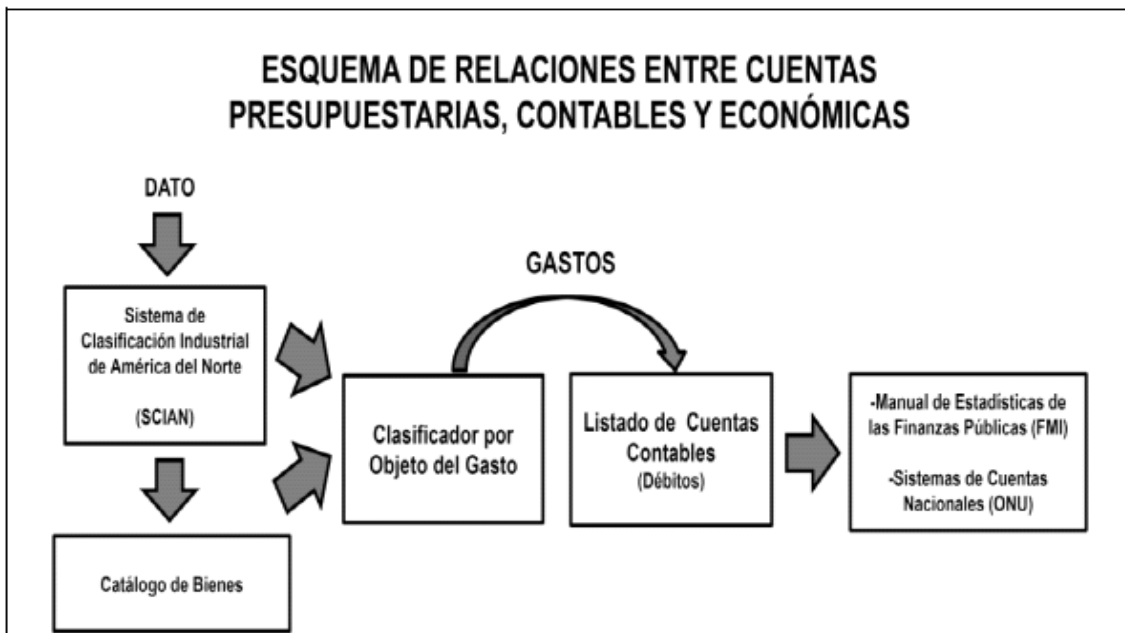 ESQUEMA DE RELACIONES ENTRE CUENTAS
PRESUPUESTARIAS, CONTABLES Y ECONÓMICAS
DATO
GASTOS
Sistema de
Clasificación Industrial
de América del Norte
(SCIAN)
Clasificador por
Objeto del Gasto
Listado de Cuentas
Contables
(Débitos)
-Manual de Estadísticas de
las Finanzas Públicas (FMI)
-Sistemas de Cuentas
Nacionales (ONU)
Catálogo de Bienes